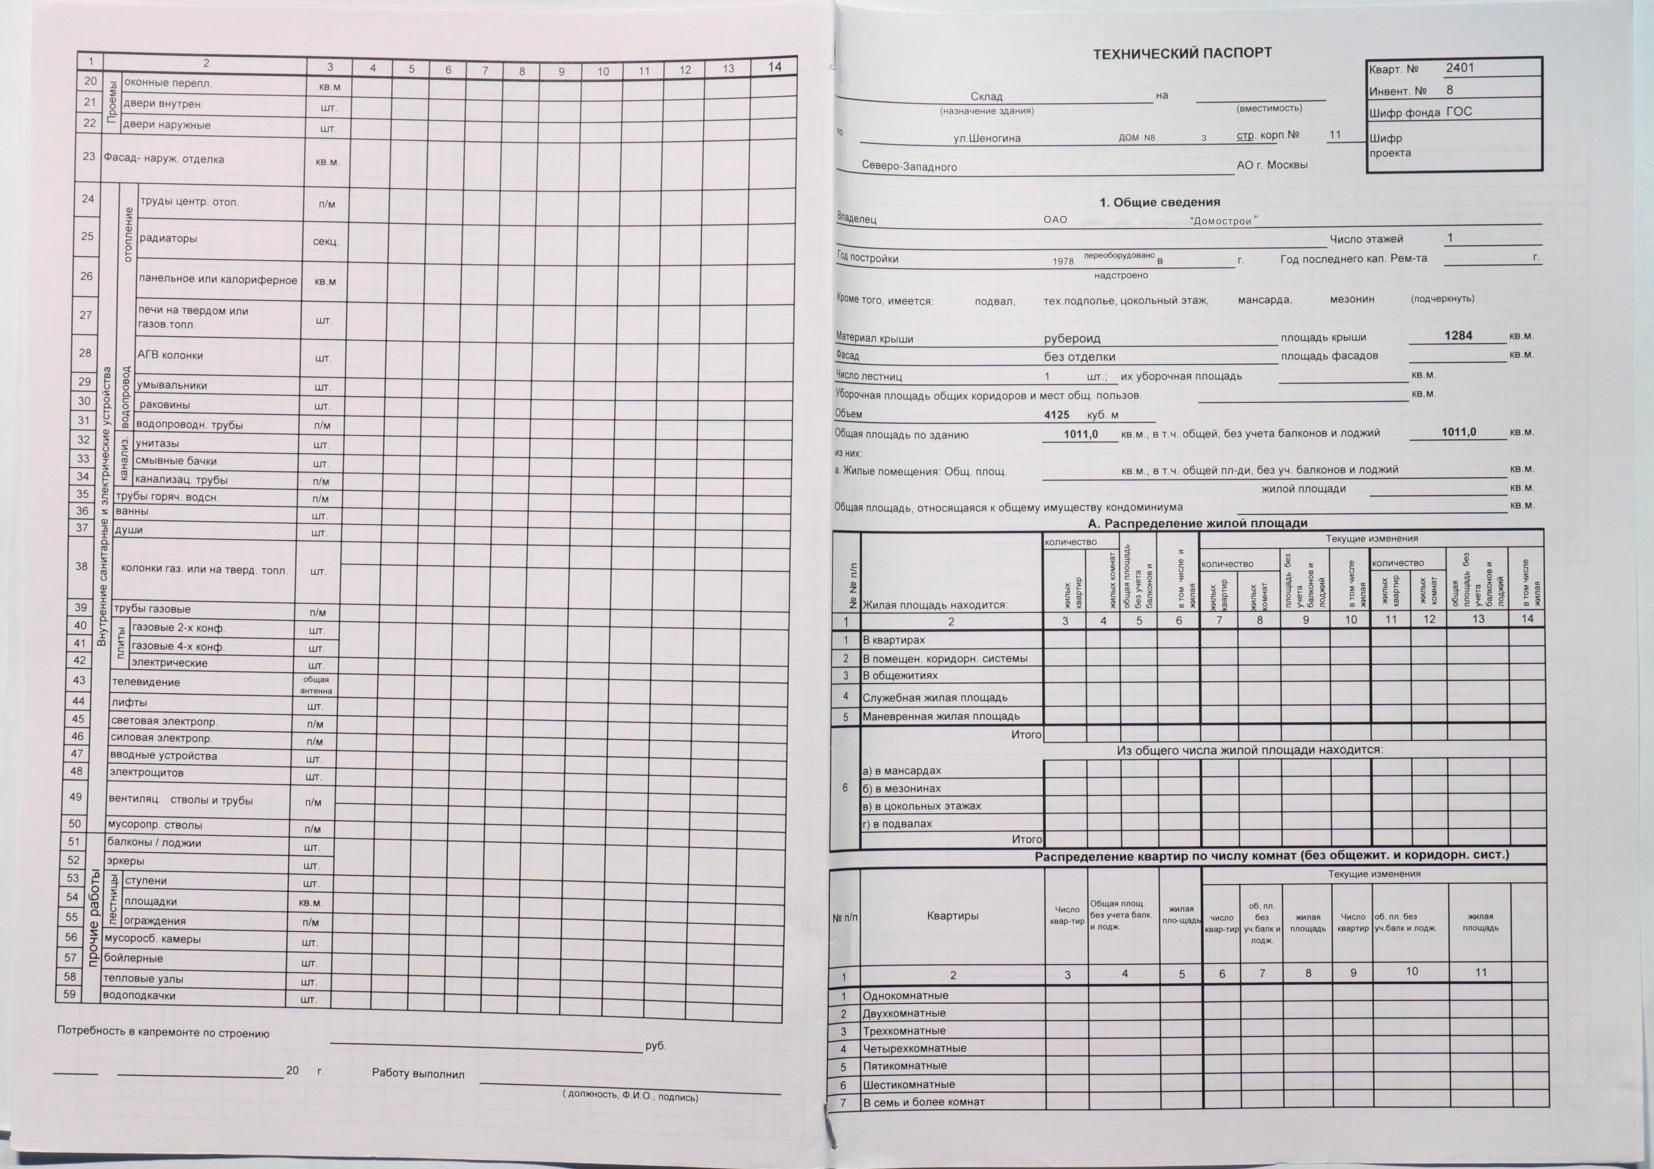 1 2 3 4 5 6 7 8 9 10 11 12 13 14
Проемы
20 оконные перепл. кв.м
21 двери внутрен. шт.
22 двери наружные шт.
23 Фасад- наруж. отделка кв.м.
Внутренние санитарные и электрические устройства
отопление
24 труды центр. отоп. п/м
25 радиаторы секц.
26 панельное или калориферное кв.м
27 печи на твердом или газов.топл. шт.
водопровод
28 АГВ колонки шт.
29 умывальники шт.
30 раковины шт.
31 водопроводн. трубы п/м
канализ.
32 унитазы шт.
33 смывные бачки шт.
34 канализац. трубы п/м
35 трубы горяч. водсн. п/м
36 ванны шт.
37 души шт.
38 колонки газ. или на тверд. топл. шт.
39 трубы газовые п/м
плиты
40 газовые 2-х конф. шт.
41 газовые 4-х конф. шт.
42 электрические шт.
43 телевидение общая антенна
44 лифты шт.
45 световая электропр. п/м
46 силовая электропр. п/м
47 вводные устройства шт.
48 электрощитов шт.
49 вентиляц. стволы и трубы п/м
50 мусоропр. стволы п/м
прочие работы
51 балконы / лоджии шт.
52 эркеры шт.
лестницы
53 ступени шт.
54 площадки кв.м.
55 ограждения п/м
56 мусоросб. камеры шт.
57 бойлерные шт.
58 тепловые узлы шт.
59 водоподкачки шт.
Потребность в капремонте по строению руб.
20 г. Работу выполнил
( должность, Ф.И.О., подпись)
ТЕХНИЧЕСКИЙ ПАСПОРТ
Кварт. № 2401
Инвент. № 8
Шифр фонда ГОС
Шифр
проекта
Склад на
(назначение здания) (вместимость)
по ул.Шеногина ДОМ N8 3 стр. корп.№ 11
Северо-Западного АО г. Москвы
1. Общие сведения
Владелец ОАО "Домострои"
Число этажей 1
Год постройки 1978 переоборудовано в г. Год последнего кап. Рем-та г.
надстроено
Кроме того, имеется: подвал, тех.подполье, цокольный этаж, мансарда, мезонин (подчеркнуть)
Материал крыши рубероид площадь крыши 1284 кв.м.
Фасад без отделки площадь фасадов кв.м.
Число лестниц 1 шт.; их уборочная площадь кв.м.
Уборочная площадь общих коридоров и мест общ. пользов. кв.м.
Объем 4125 куб. м
Общая площадь по зданию 1011,0 кв.м., в т.ч. общей, без учета балконов и лоджий 1011,0 кв.м.
из них:
а. Жилые помещения: Общ. площ. кв.м., в т.ч. общей пл-ди, без уч. балконов и лоджий кв.м.
жилой площади кв.м.
Общая площадь, относящаяся к общему имуществу кондоминиума кв.м.
А. Распределение жилой площади
количество Текущие изменения
количество количество
№ № п/п Жилая площадь находится: жилых квартир жилых комнат общая площадь без учета балконов и в том числе и жилая жилых квартир жилых комнат площадь без учета балконов и лоджий в том числе жилая жилых квартир жилых комнат общая площадь без учета балконов и лоджий в том числе жилая
1 2 3 4 5 6 7 8 9 10 11 12 13 14
1 В квартирах
2 В помещен. коридорн. системы
3 В общежитиях
4 Служебная жилая площадь
5 Маневренная жилая площадь
Итого
Из общего числа жилой площади находится:
6
а) в мансардах
б) в мезонинах
в) в цокольных этажах
г) в подвалах
Итого
Распределение квартир по числу комнат (без общежит. и коридорн. сист.)
Текущие изменения
№ п/п Квартиры Число квар-тир Общая площ. без учета балк. и лодж. жилая пло-щадь число квар-тир об. пл. без уч.балк и лодж. жилая площадь Число квартир об. пл. без уч.балк и лодж. жилая площадь
1 2 3 4 5 6 7 8 9 10 11
1 Однокомнатные
2 Двухкомнатные
3 Трехкомнатные
4 Четырехкомнатные
5 Пятикомнатные
6 Шестикомнатные
7 В семь и более комнат